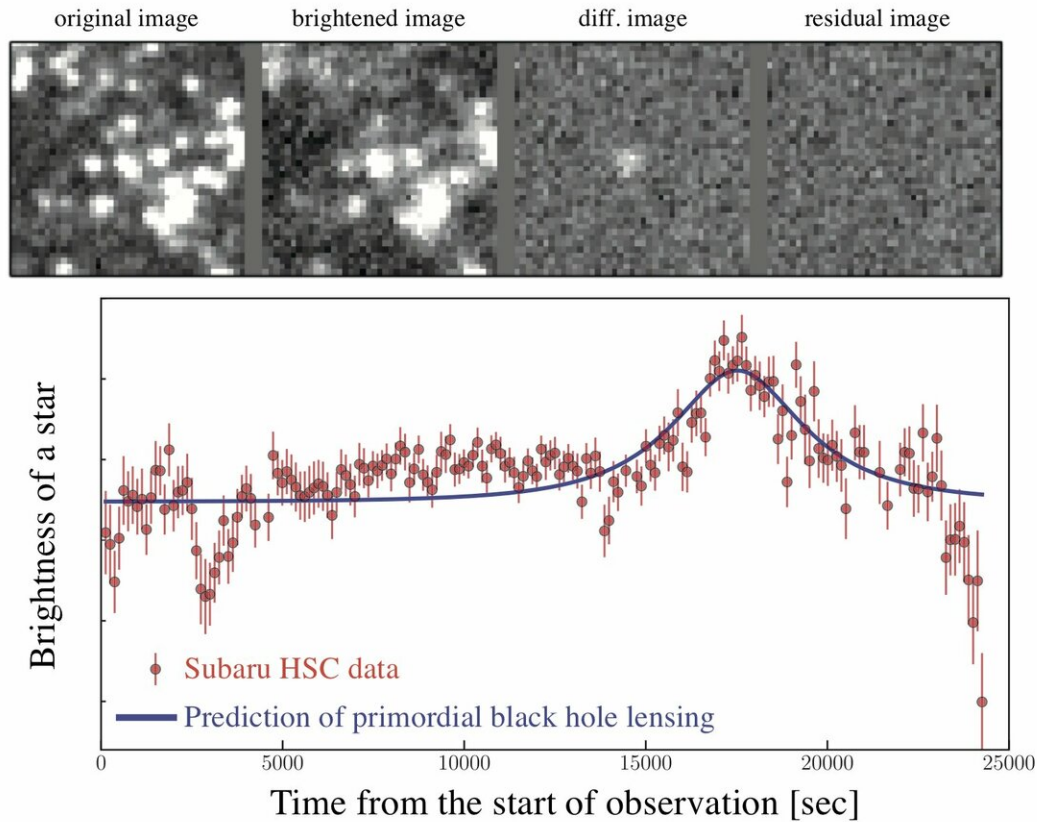 original image brightened image diff. image residual image
Brightness of a star
Subaru HSC data
Prediction of primordial black hole lensing
0 5000 10000 15000 20000 25000
Time from the start of observation [sec]